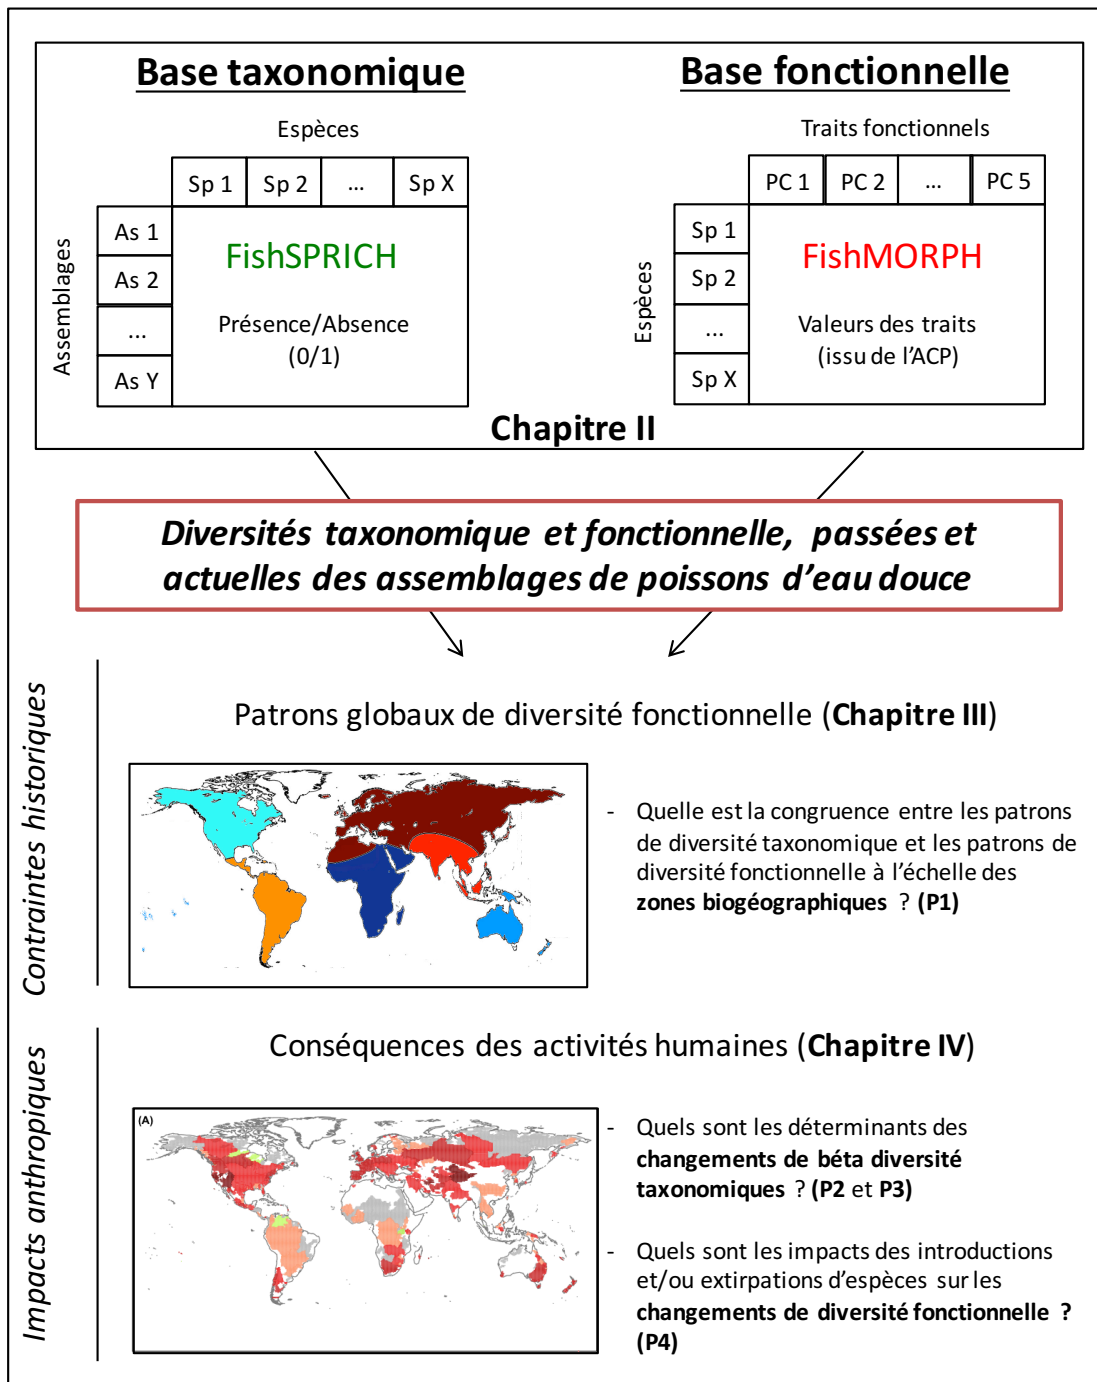 Base taxonomique
Espèces
Sp 1 Sp 2 ... Sp X
Assemblages
As 1
As 2
...
As Y
FishSPRICH
Présence/Absence
(0/1)
Base fonctionnelle
Traits fonctionnels
PC 1 PC 2 ... PC 5
Espèces
Sp 1
Sp 2
...
Sp X
FishMORPH
Valeurs des traits
(issu de l'ACP)
Chapitre II
Diversités taxonomique et fonctionnelle, passées et
actuelles des assemblages de poissons d'eau douce
Contraintes historiques
Patrons globaux de diversité fonctionnelle (Chapitre III)
- Quelle est la congruence entre les patrons
de diversité taxonomique et les patrons de
diversité fonctionnelle à l'échelle des
zones biogéographiques ? (P1)
Impacts anthropiques
Conséquences des activités humaines (Chapitre IV)
(A)
- Quels sont les déterminants des
changements de béta diversité
taxonomiques ? (P2 et P3)
- Quels sont les impacts des introductions
et/ou extirpations d'espèces sur les
changements de diversité fonctionnelle ?
(P4)